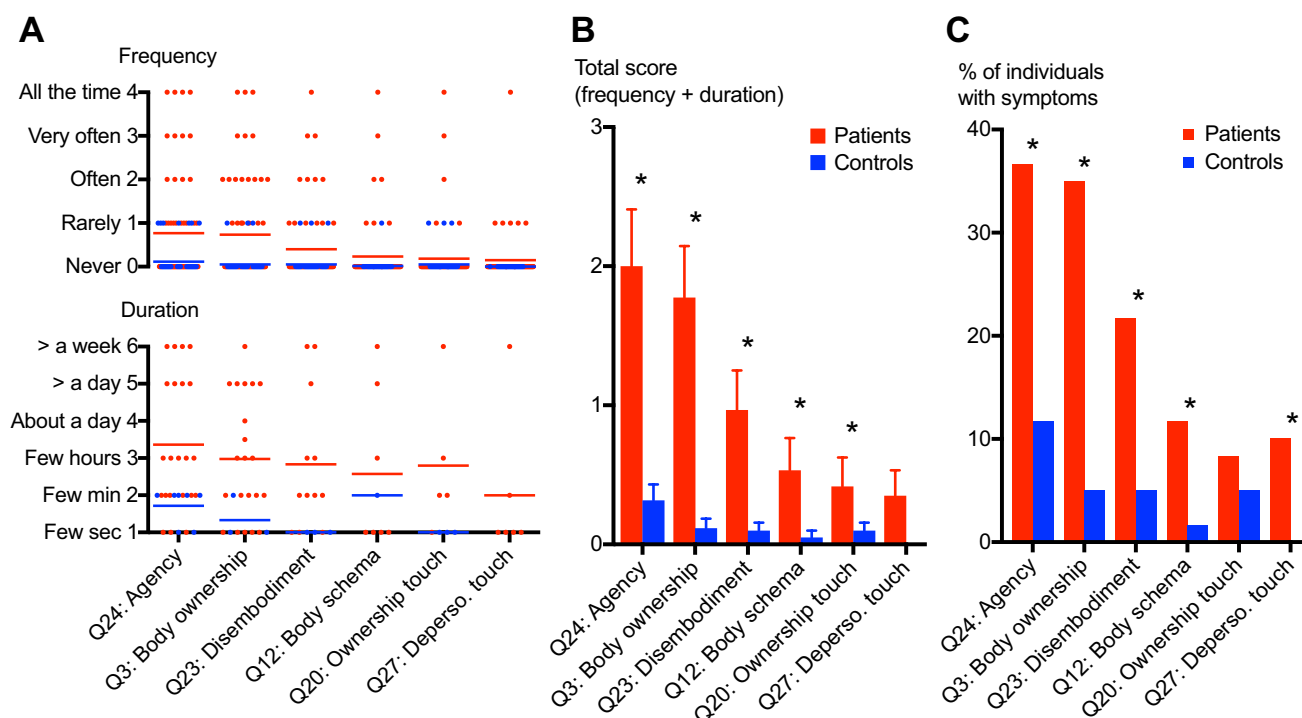 A
Frequency
All the time 4
Very often 3
Often 2
Rarely 1
Never 0
Duration
> a week 6
> a day 5
About a day 4
Few hours 3
Few min 2
Few sec 1
Q24: Agency
Q3: Body ownership
Q23: Disembodiment
Q12: Body schema
Q20: Ownership touch
Q27: Deperso. touch
B
Total score
(frequency + duration)
3
2
1
0
Patients
Controls
*
*
*
*
*
Q24: Agency
Q3: Body ownership
Q23: Disembodiment
Q12: Body schema
Q20: Ownership touch
Q27: Deperso. touch
C
% of individuals
with symptoms
40
30
20
10
0
Patients
Controls
*
*
*
*
*
Q24: Agency
Q3: Body ownership
Q23: Disembodiment
Q12: Body schema
Q20: Ownership touch
Q27: Deperso. touch